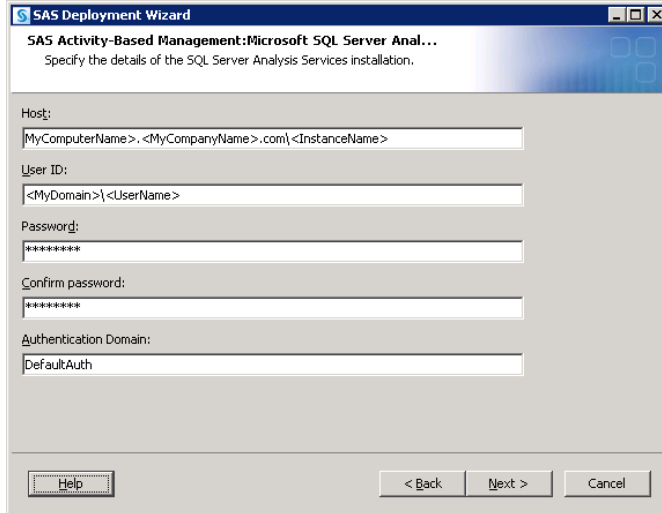 SAS Deployment Wizard
SAS Activity-Based Management:Microsoft SQL Server Anal...
Specify the details of the SQL Server Analysis Services installation.
Host:
MyComputerName>.<MyCompanyName>.com\<InstanceName>
User ID:
<MyDomain>\<UserName>
Password:
********
Confirm password:
********
Authentication Domain:
DefaultAuth
Help
< Back
Next >
Cancel